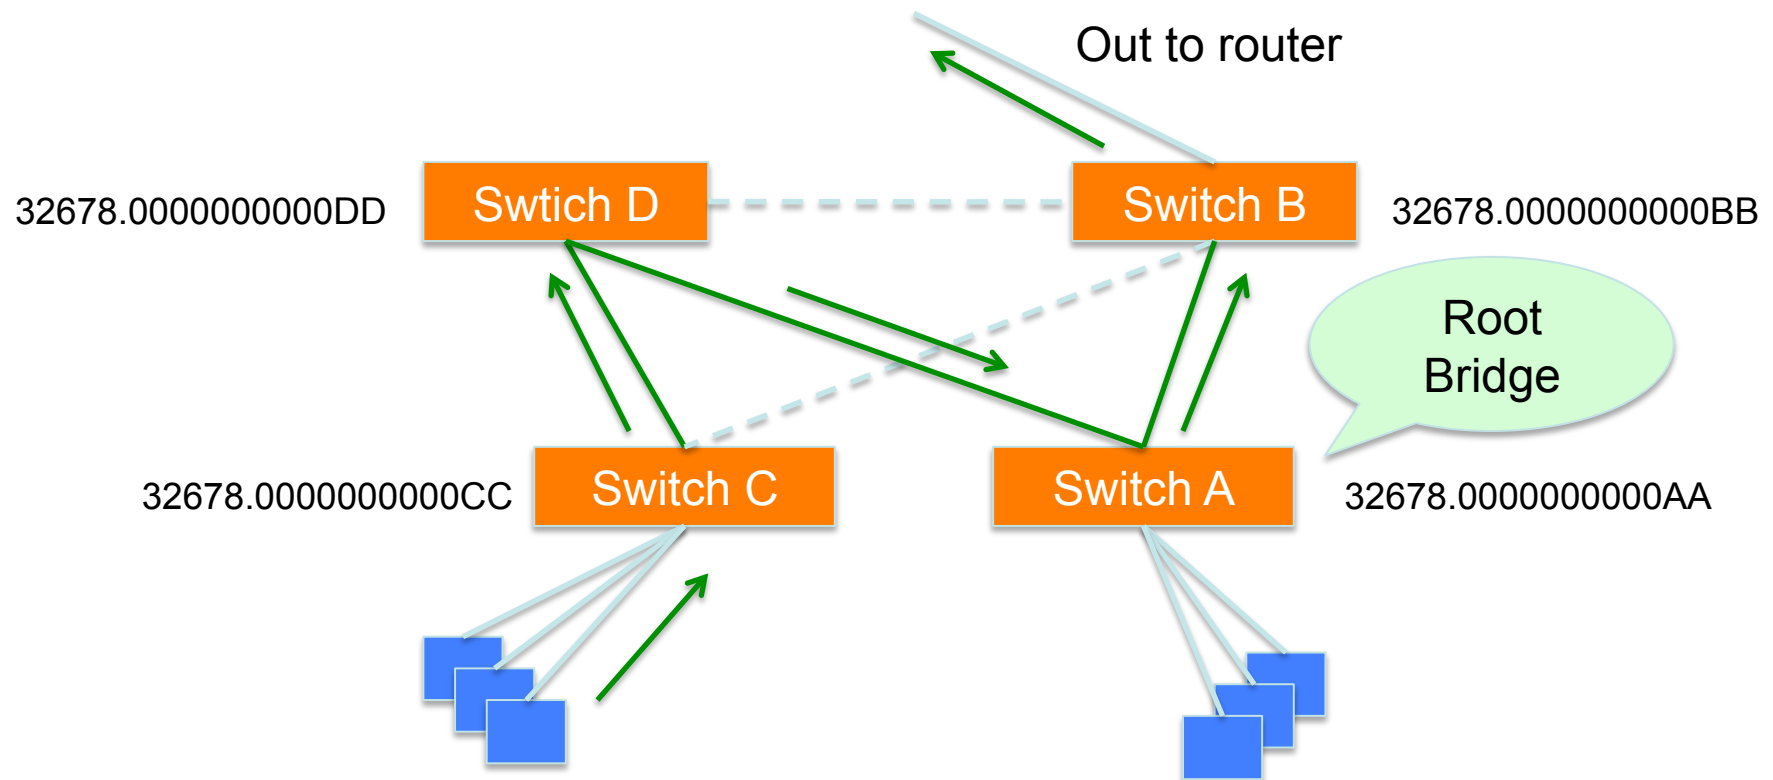 Out to router
Swtich D
Switch B
32678.0000000000DD
32678.0000000000BB
Root
Bridge
Switch C
Switch A
32678.0000000000CC
32678.0000000000AA